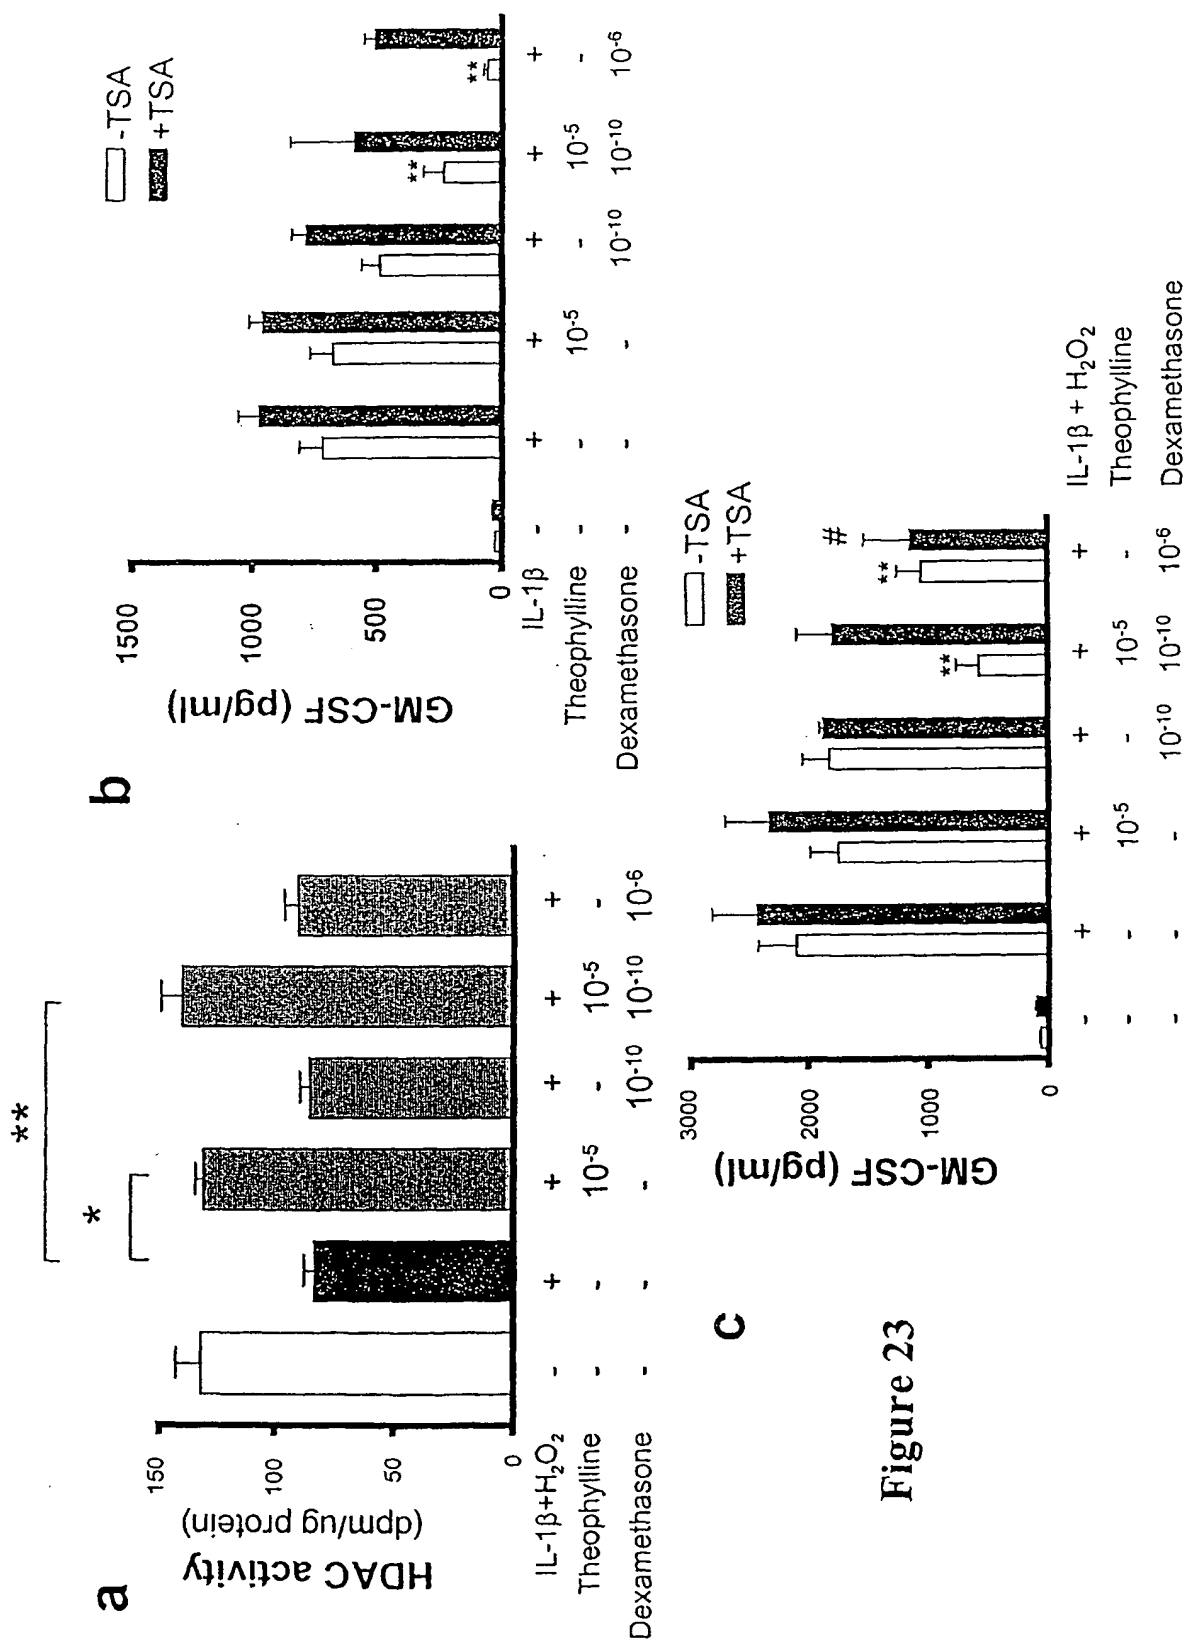 a
**
*
HDAC activity
(dpm/ug protein)
150
100
50
0
IL-1β+H₂O₂ - + + + + +
Theophylline - - 10⁻⁵ - 10⁻⁵ -
Dexamethasone - - - 10⁻¹⁰ 10⁻¹⁰ 10⁻⁶
b
-TSA
+TSA
GM-CSF (pg/ml)
1500
1000
500
0
** **
IL-1β - + + + + +
Theophylline - - 10⁻⁵ - 10⁻⁵ -
Dexamethasone - - - 10⁻¹⁰ 10⁻¹⁰ 10⁻⁶
c
-TSA
+TSA
GM-CSF (pg/ml)
3000
2000
1000
0
** ** #
- + + + + + IL-1β + H₂O₂
- - 10⁻⁵ - 10⁻⁵ - Theophylline
- - - 10⁻¹⁰ 10⁻¹⁰ 10⁻⁶ Dexamethasone
Figure 23